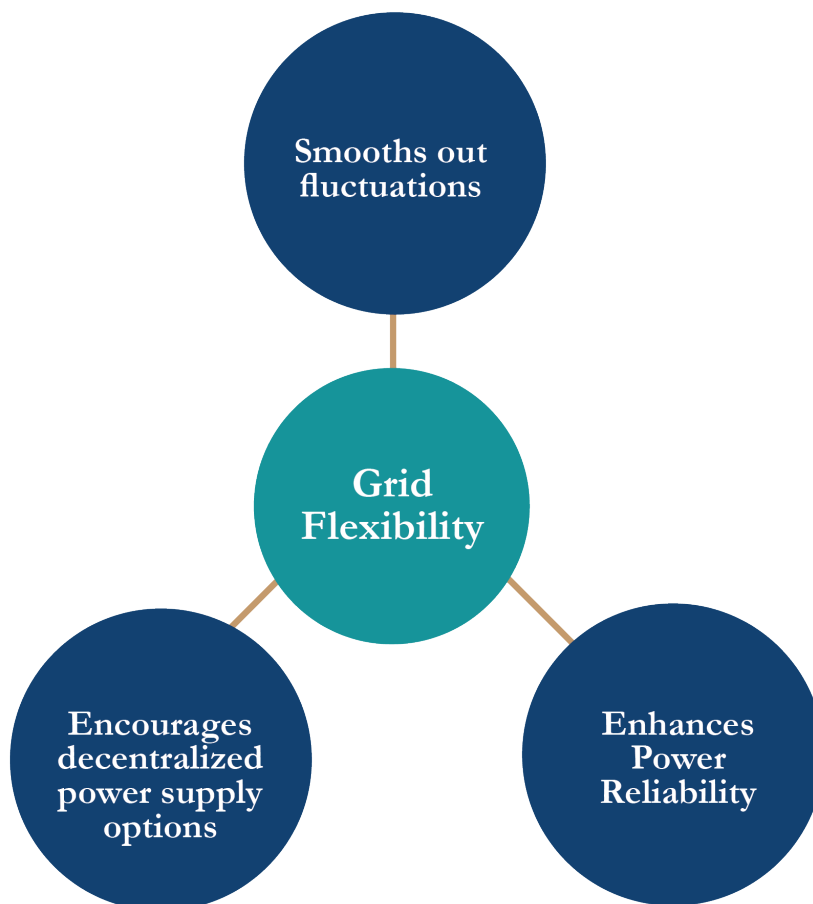 Smooths out
fluctuations
Grid
Flexibility
Encourages
decentralized
power supply
options
Enhances
Power
Reliability